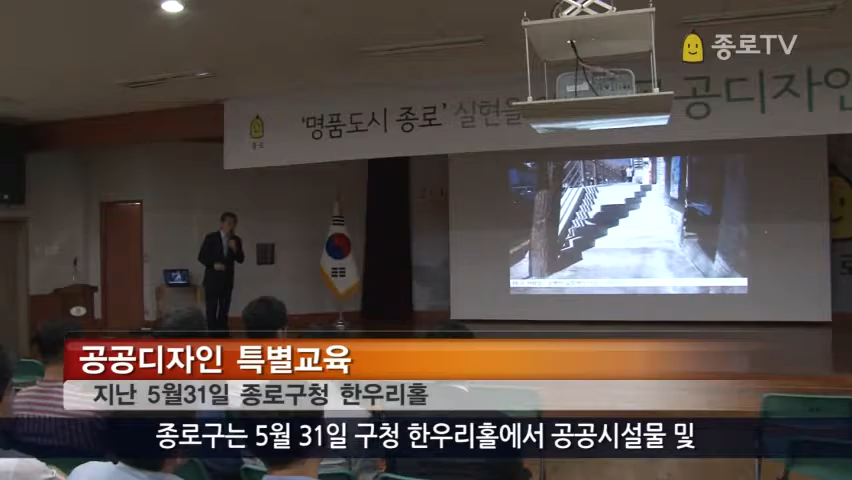 종로TV
'명품도시 종로' 실현을
공디자인
종로
공공디자인 특별교육
지난 5월31일 종로구청 한우리홀
종로구는 5월 31일 구청 한우리홀에서 공공시설물 및